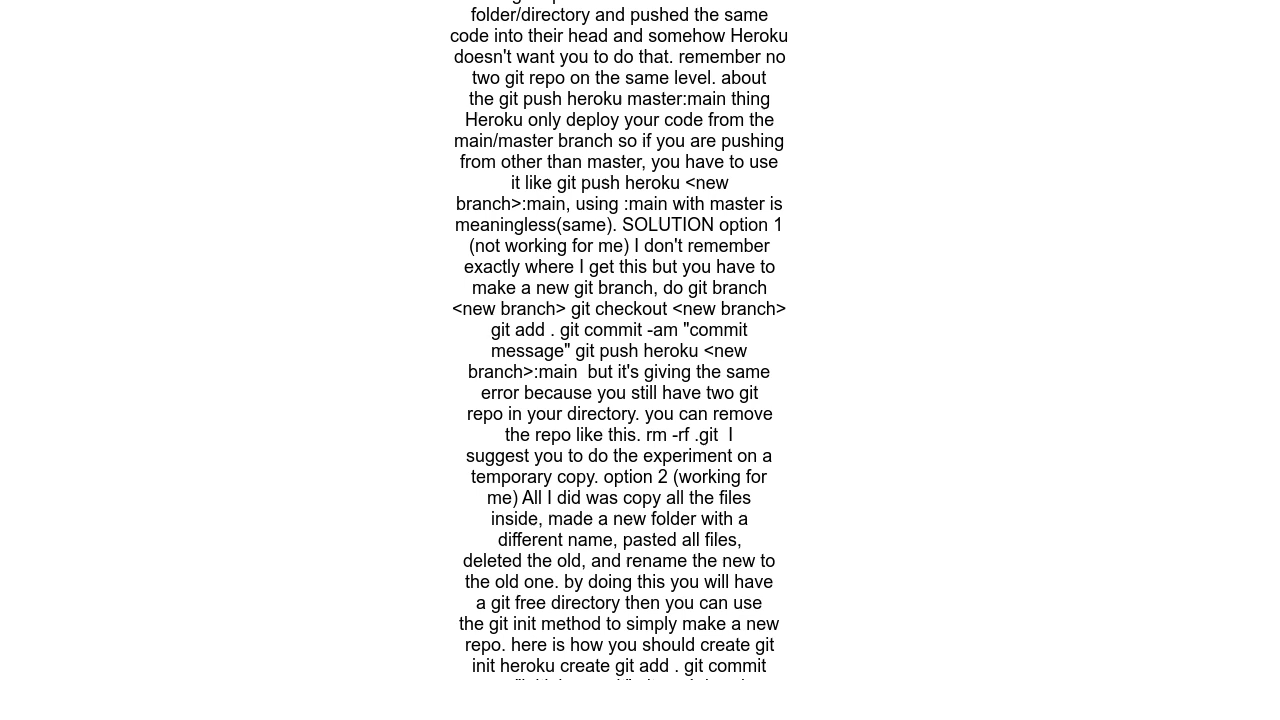 folder/directory and pushed the same
code into their head and somehow Heroku
doesn't want you to do that. remember no
two git repo on the same level. about
the git push heroku master:main thing
Heroku only deploy your code from the
main/master branch so if you are pushing
from other than master, you have to use
it like git push heroku <new
branch>:main, using :main with master is
meaningless(same). SOLUTION option 1
(not working for me) I don't remember
exactly where I get this but you have to
make a new git branch, do git branch
<new branch> git checkout <new branch>
git add . git commit -am "commit
message" git push heroku <new
branch>:main  but it's giving the same
error because you still have two git
repo in your directory. you can remove
the repo like this. rm -rf .git  I
suggest you to do the experiment on a
temporary copy. option 2 (working for
me) All I did was copy all the files
inside, made a new folder with a
different name, pasted all files,
deleted the old, and rename the new to
the old one. by doing this you will have
a git free directory then you can use
the git init method to simply make a new
repo. here is how you should create git
init heroku create git add . git commit